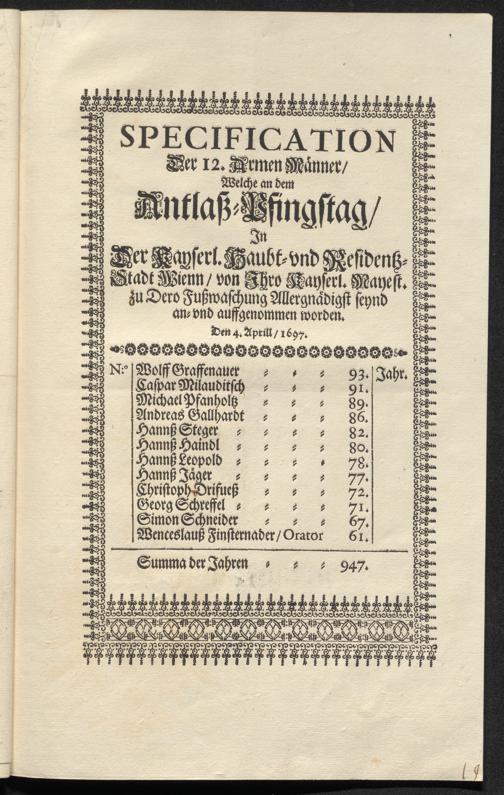 SPECIFICATION
Der 12. Armen Männer/
Welche an dem
Antlaß-Pfingstag/
In
Der Kayserl. Haubt- vnd Residentz-
Stadt Wienn/ von Ihro Kayserl. Mayest.
zu Dero Fußwaschung Allergnädigst seynd
an- vnd auffgenommen worden.
Den 4. Aprill/ 1697.
N:o Wolff Graffenauer 93. Jahr.
Caspar Milauditsch 91.
Michael Pfanholtz 89.
Andreas Gallhardt 86.
Hannß Steger 82.
Hannß Haindl 80.
Hannß Leopold 78.
Hannß Jäger 77.
Christoph Drifueß 72.
Georg Schreffel 71.
Simon Schneider 67.
Wenceslauß Finsternader/ Orator 61.
Summa der Jahren 947.